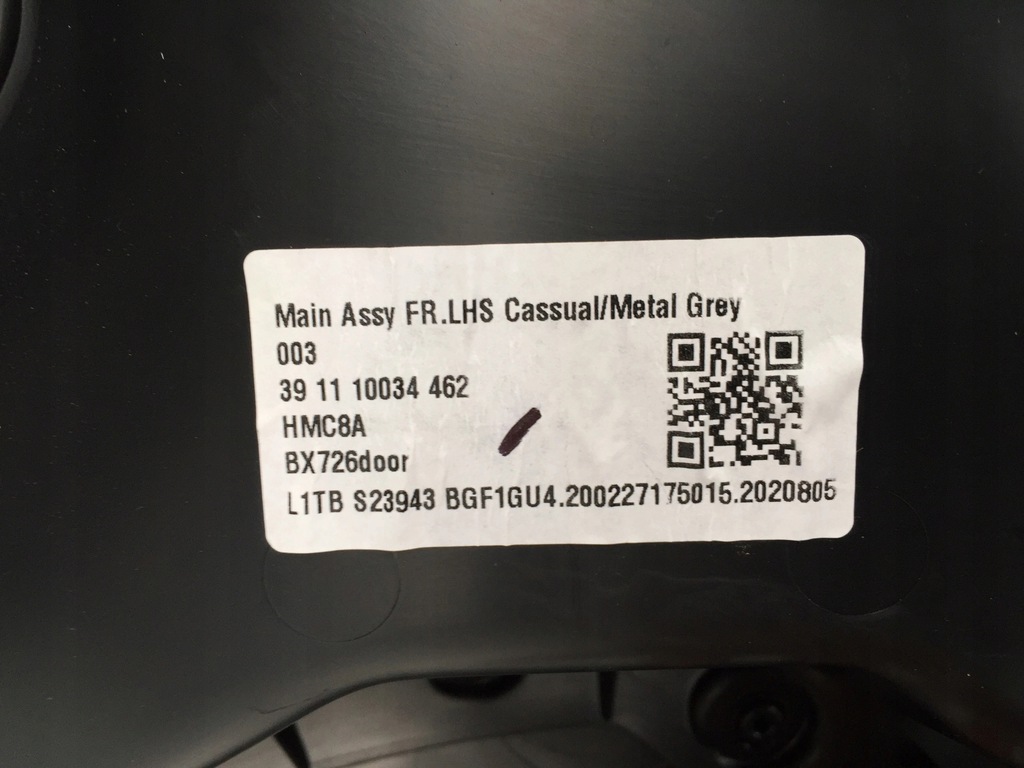 Main Assy FR.LHS Cassual/Metal Grey
003
39 11 10034 462
HMC8A
BX726door
L1TB S23943 BGF1GU4.200227175015.2020805